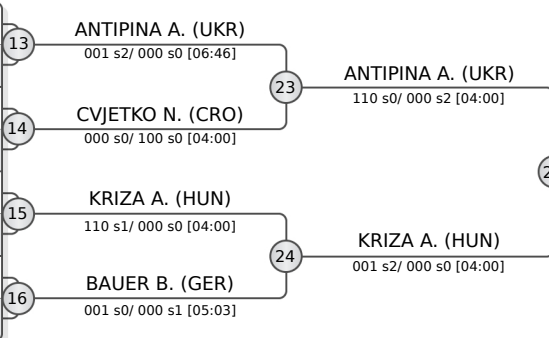 ANTIPINA A. (UKR)
13
001 s2/ 000 s0 [06:46]
23
ANTIPINA A. (UKR)
110 s0/ 000 s2 [04:00]
CVJETKO N. (CRO)
14
000 s0/ 100 s0 [04:00]
KRIZA A. (HUN)
15
110 s1/ 000 s0 [04:00]
24
KRIZA A. (HUN)
001 s2/ 000 s0 [04:00]
BAUER B. (GER)
16
001 s0/ 000 s1 [05:03]